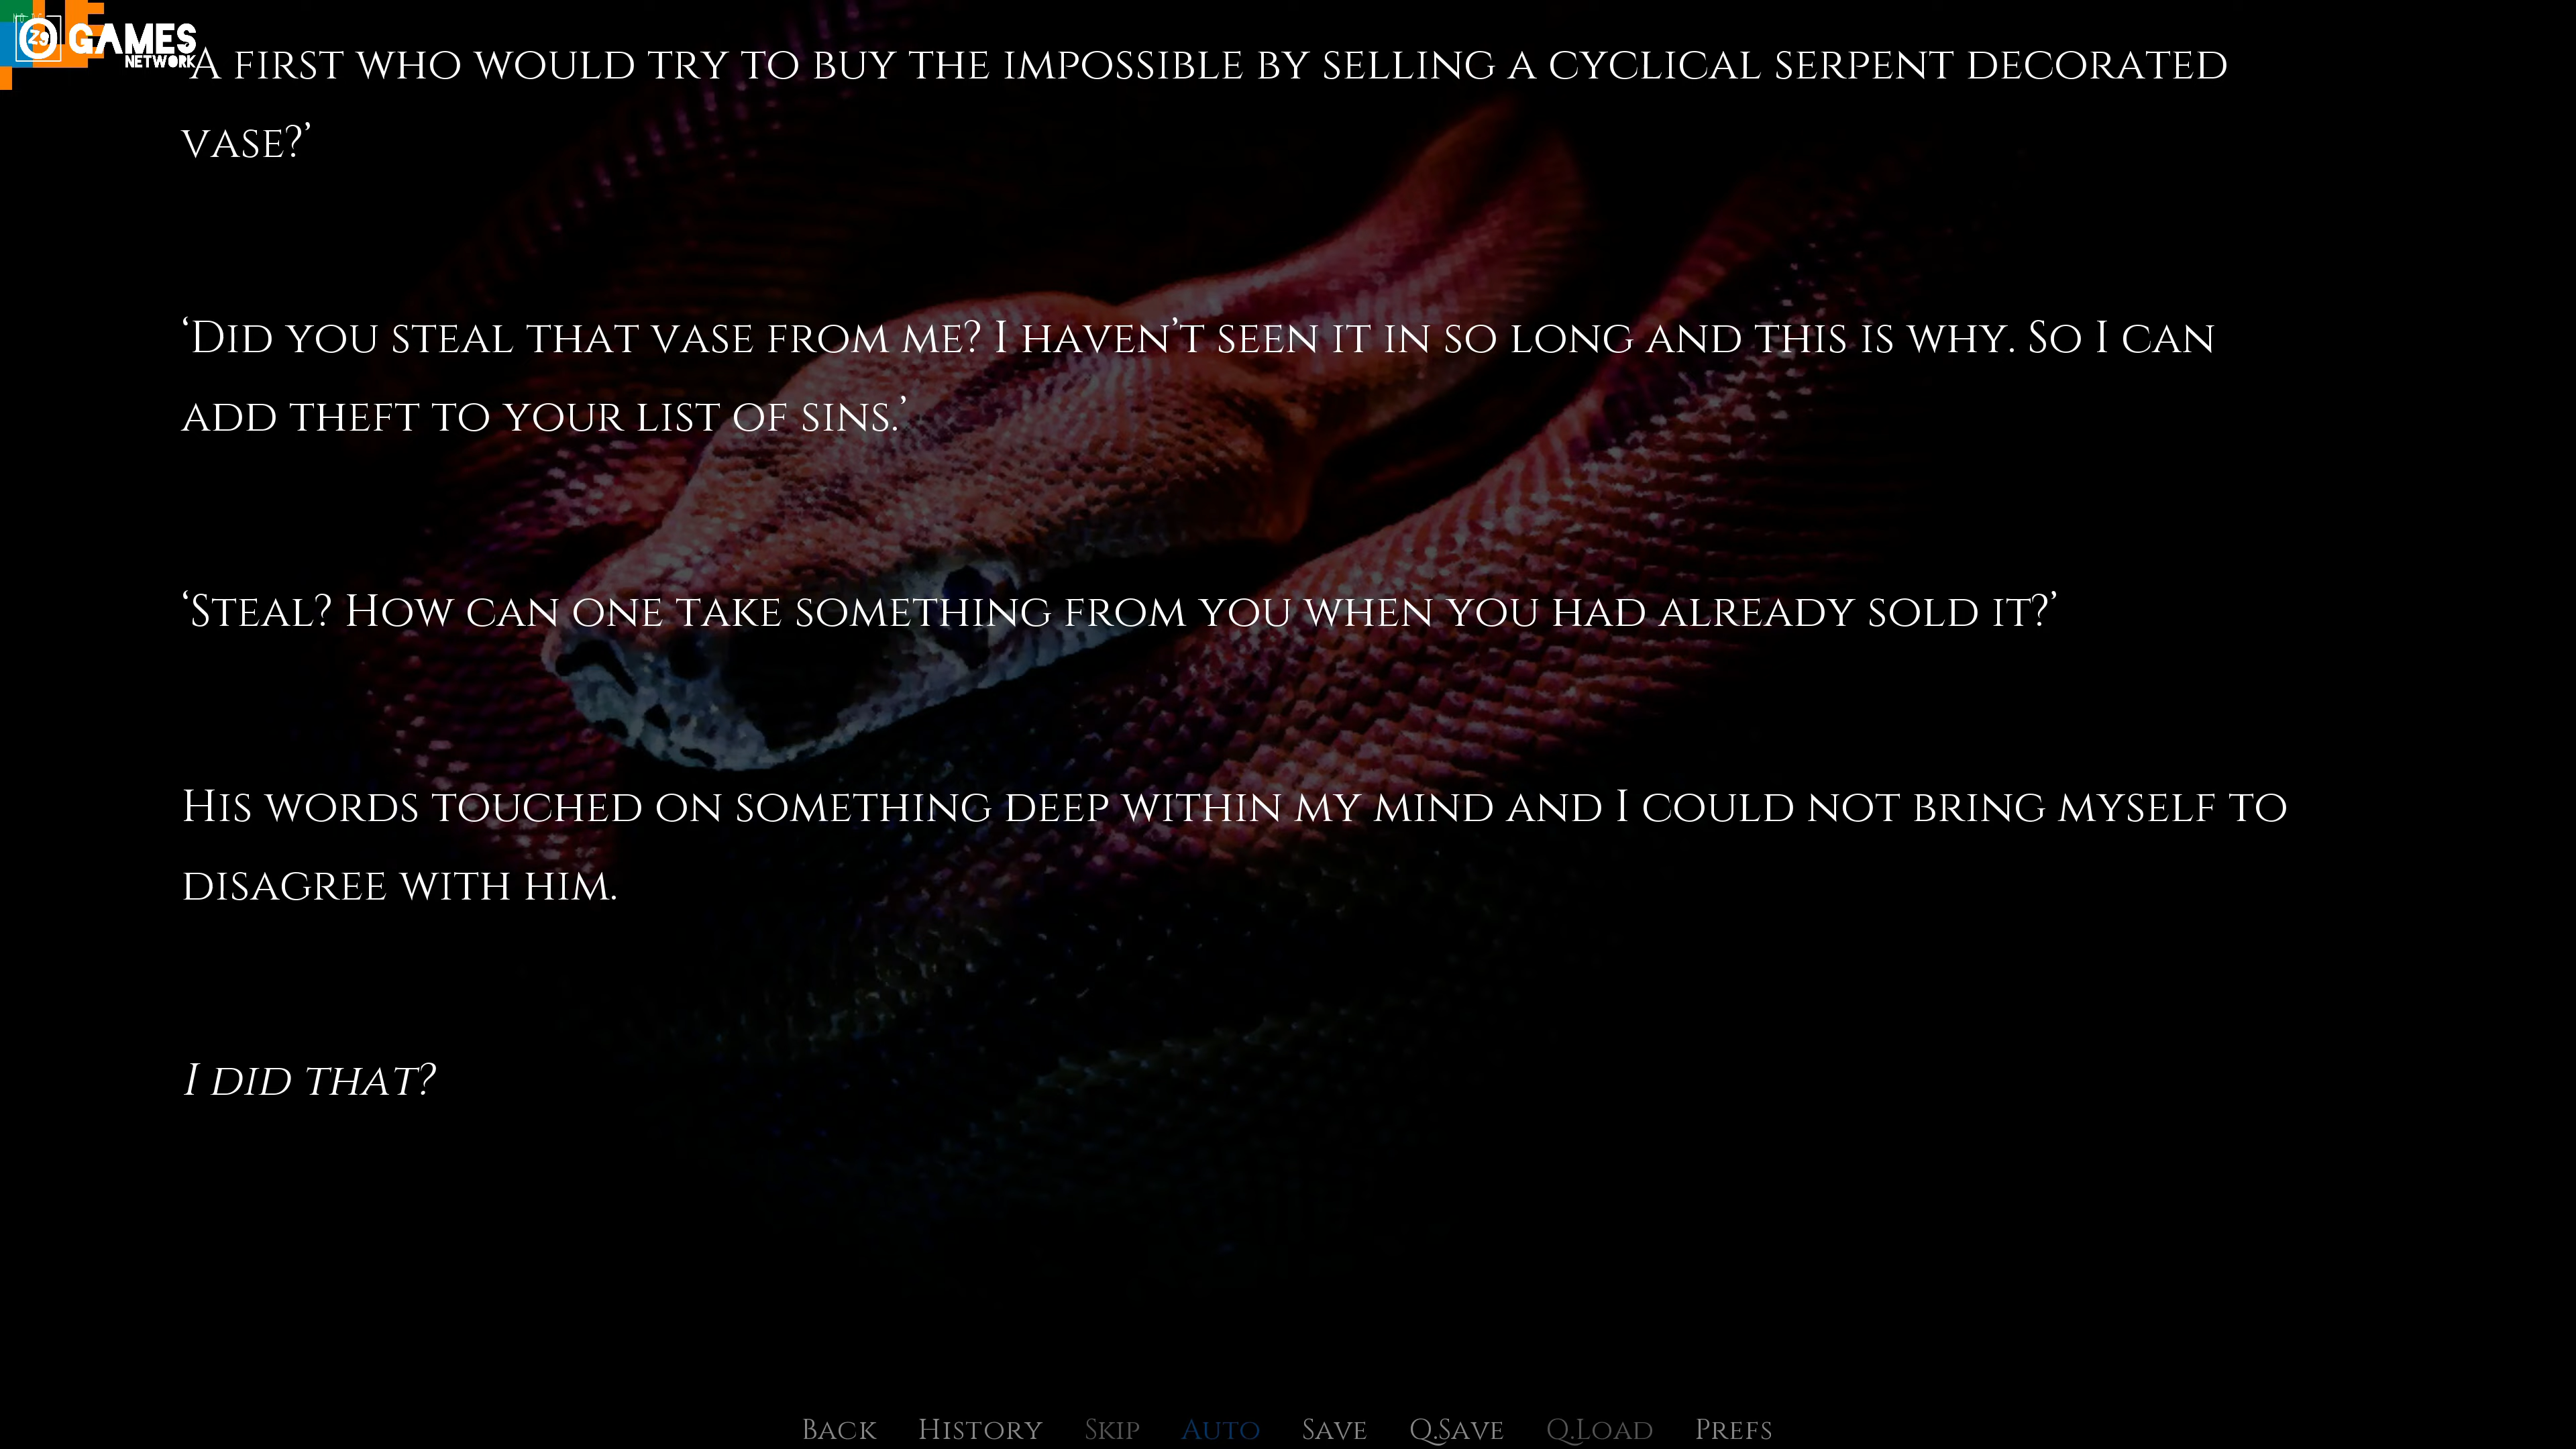 Z9 GAMES
NETWORK
‘A first who would try to buy the impossible by selling a cyclical serpent decorated
vase?’
‘Did you steal that vase from me? I haven’t seen it in so long and this is why. So I can
add theft to your list of sins.’
‘Steal? How can one take something from you when you had already sold it?’
His words touched on something deep within my mind and I could not bring myself to
disagree with him.
I did that?
Back History Skip Auto Save Q.Save Q.Load Prefs